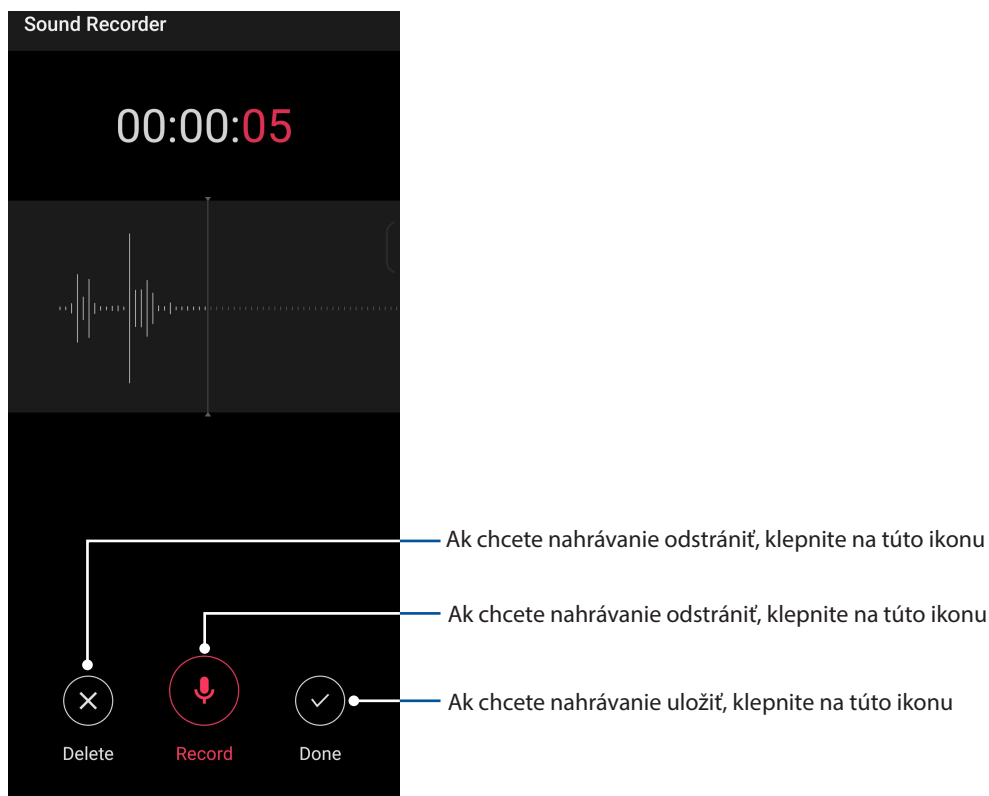 Sound Recorder
00:00:05
Ak chcete nahrávanie odstrániť, klepnite na túto ikonu
Ak chcete nahrávanie odstrániť, klepnite na túto ikonu
Ak chcete nahrávanie uložiť, klepnite na túto ikonu
Delete Record Done